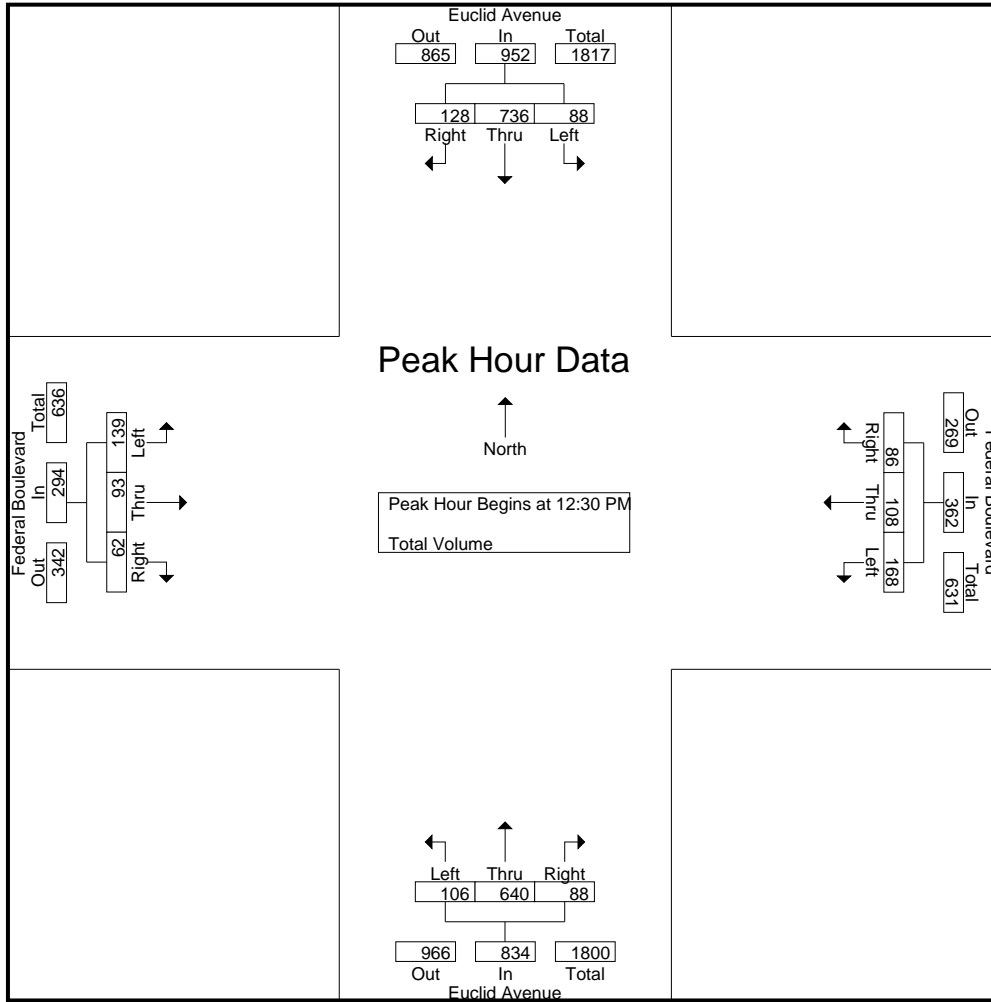 Euclid Avenue
Out In Total
865 952 1817
128 736 88
Right Thru Left
Peak Hour Data
North
Peak Hour Begins at 12:30 PM
Total Volume
Federal Boulevard
Total In Out
636 294 342
139 93 62
Left Thru Right
Federal Boulevard
Out In Total
269 362 631
86 108 168
Right Thru Left
Left Thru Right
106 640 88
966 834 1800
Out In Total
Euclid Avenue